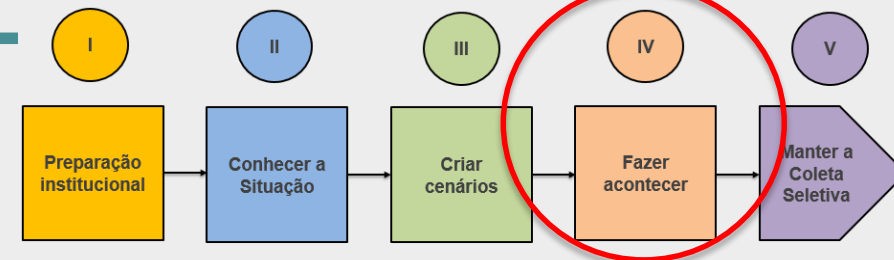 I
II
III
IV
V
Preparação
institucional
Conhecer a
Situação
Criar
cenários
Fazer
acontecer
Manter a
Coleta
Seletiva